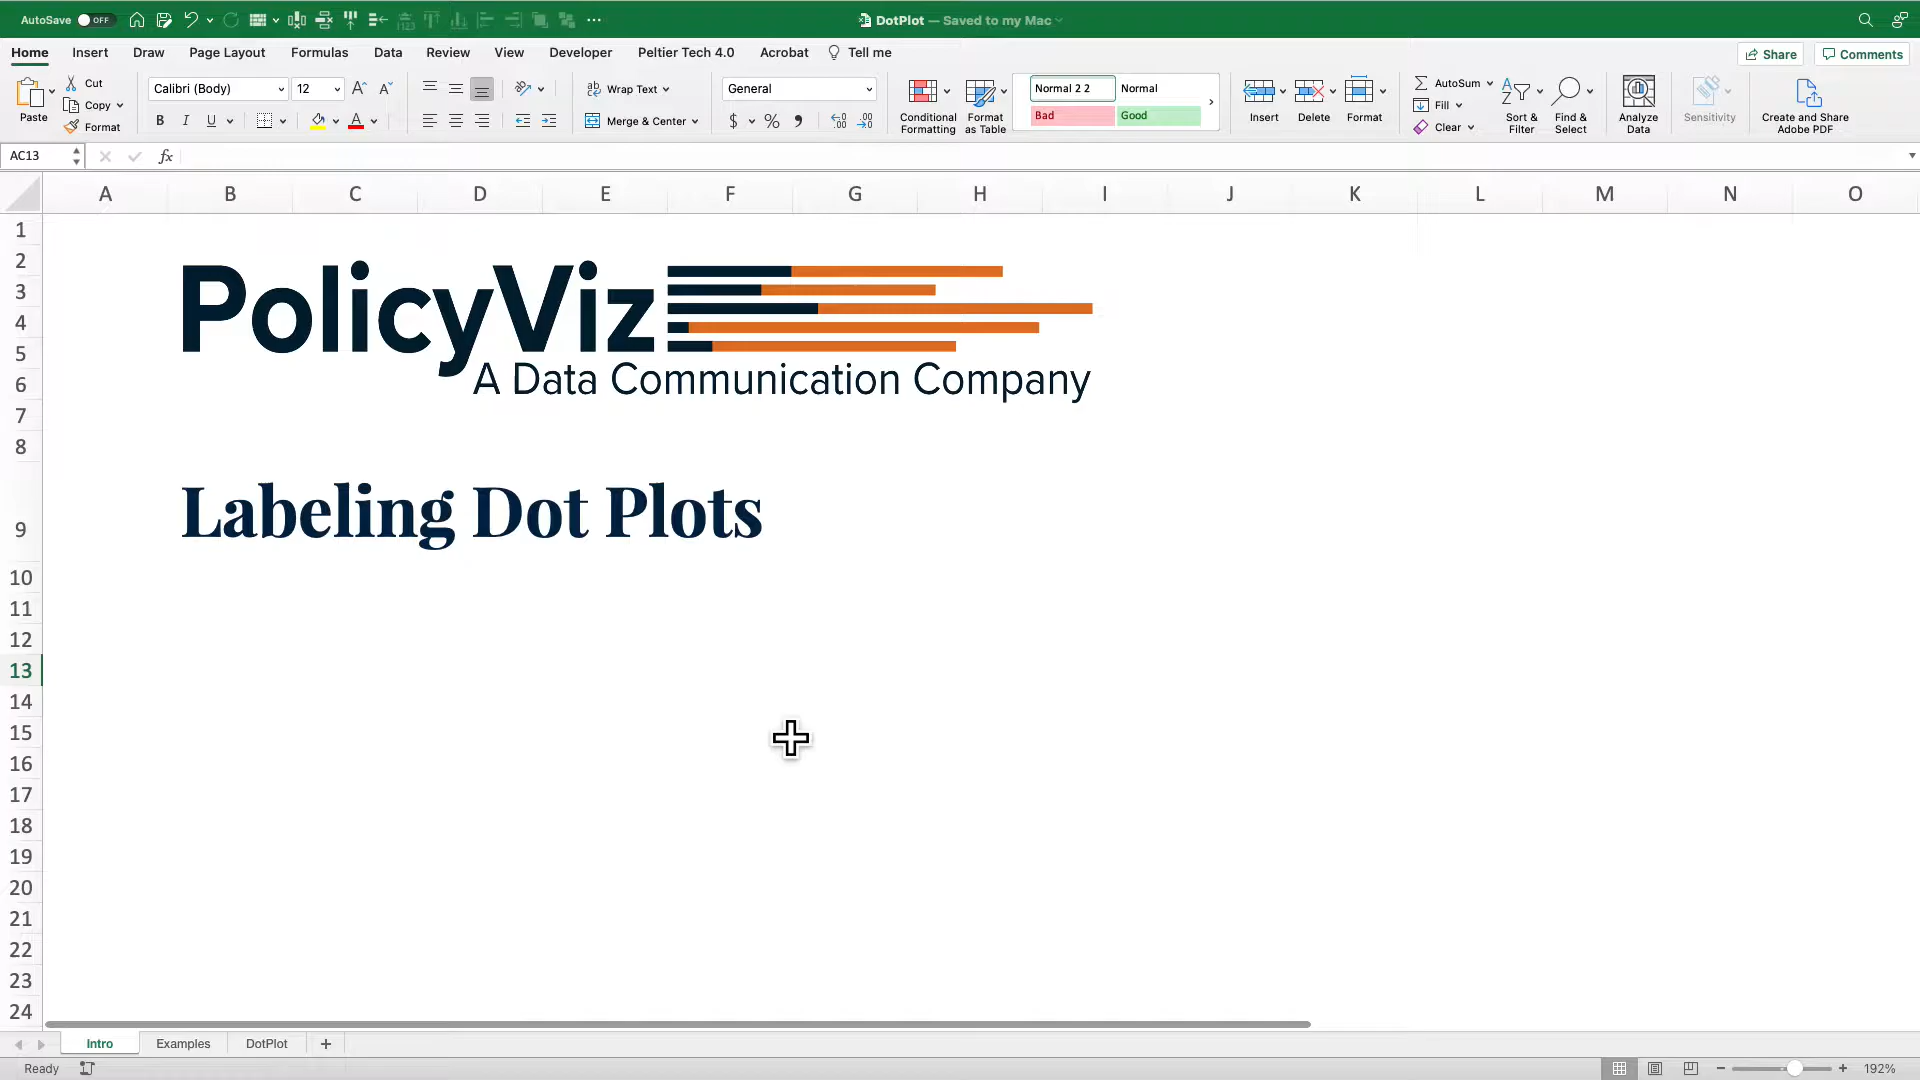 AutoSave OFF DotPlot — Saved to my Mac
Home Insert Draw Page Layout Formulas Data Review View Developer Peltier Tech 4.0 Acrobat Tell me Share Comments
Paste
Cut
Copy
Format
Calibri (Body) 12
B I U A
Wrap Text
Merge & Center
General
$ %
Conditional Formatting
Format as Table
Normal 2 2 Normal
Bad Good
Insert Delete Format
AutoSum
Fill
Clear
Sort & Filter
Find & Select
Analyze Data
Sensitivity
Create and Share Adobe PDF
AC13 fx
A B C D E F G H I J K L M N O
1
2
3
4
5
6
7
8
9
10
11
12
13
14
15
16
17
18
19
20
21
22
23
24
PolicyViz
A Data Communication Company
Labeling Dot Plots
Intro Examples DotPlot +
Ready 192%